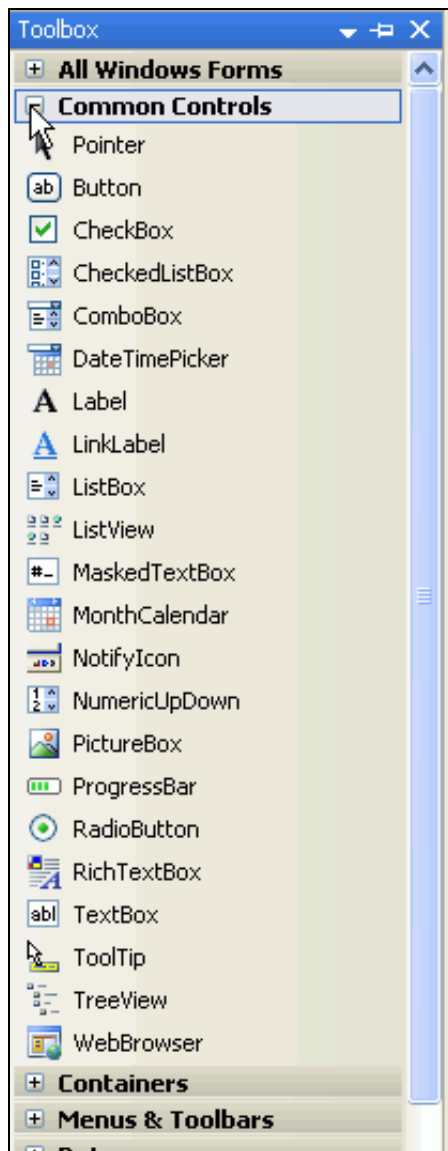 Toolbox
All Windows Forms
Common Controls
Pointer
Button
CheckBox
CheckedListBox
ComboBox
DateTimePicker
Label
LinkLabel
ListBox
ListView
MaskedTextBox
MonthCalendar
NotifyIcon
NumericUpDown
PictureBox
ProgressBar
RadioButton
RichTextBox
TextBox
ToolTip
TreeView
WebBrowser
Containers
Menus & Toolbars